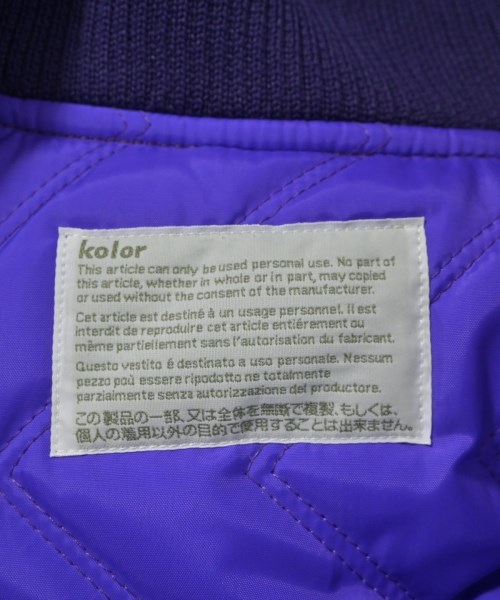 kolor
This article can only be used personal use. No part of
this article, whether in whole or in part, may copied
or used without the consent of the manufacturer.
Cet article est destiné à un usage personnel. Il est
interdit de reproduire cet article entiérement ou
même partiellement sans l'autorisation du fabricant.
Questo vestito é destinato a uso personale. Nessum
pezzo poù essere ripodotto ne totalmente
parzialmente senza autorizzazione del productore.
この製品の一部、又は全体を無断で複製、もしくは、
個人の着用以外の目的で使用することは出来ません。